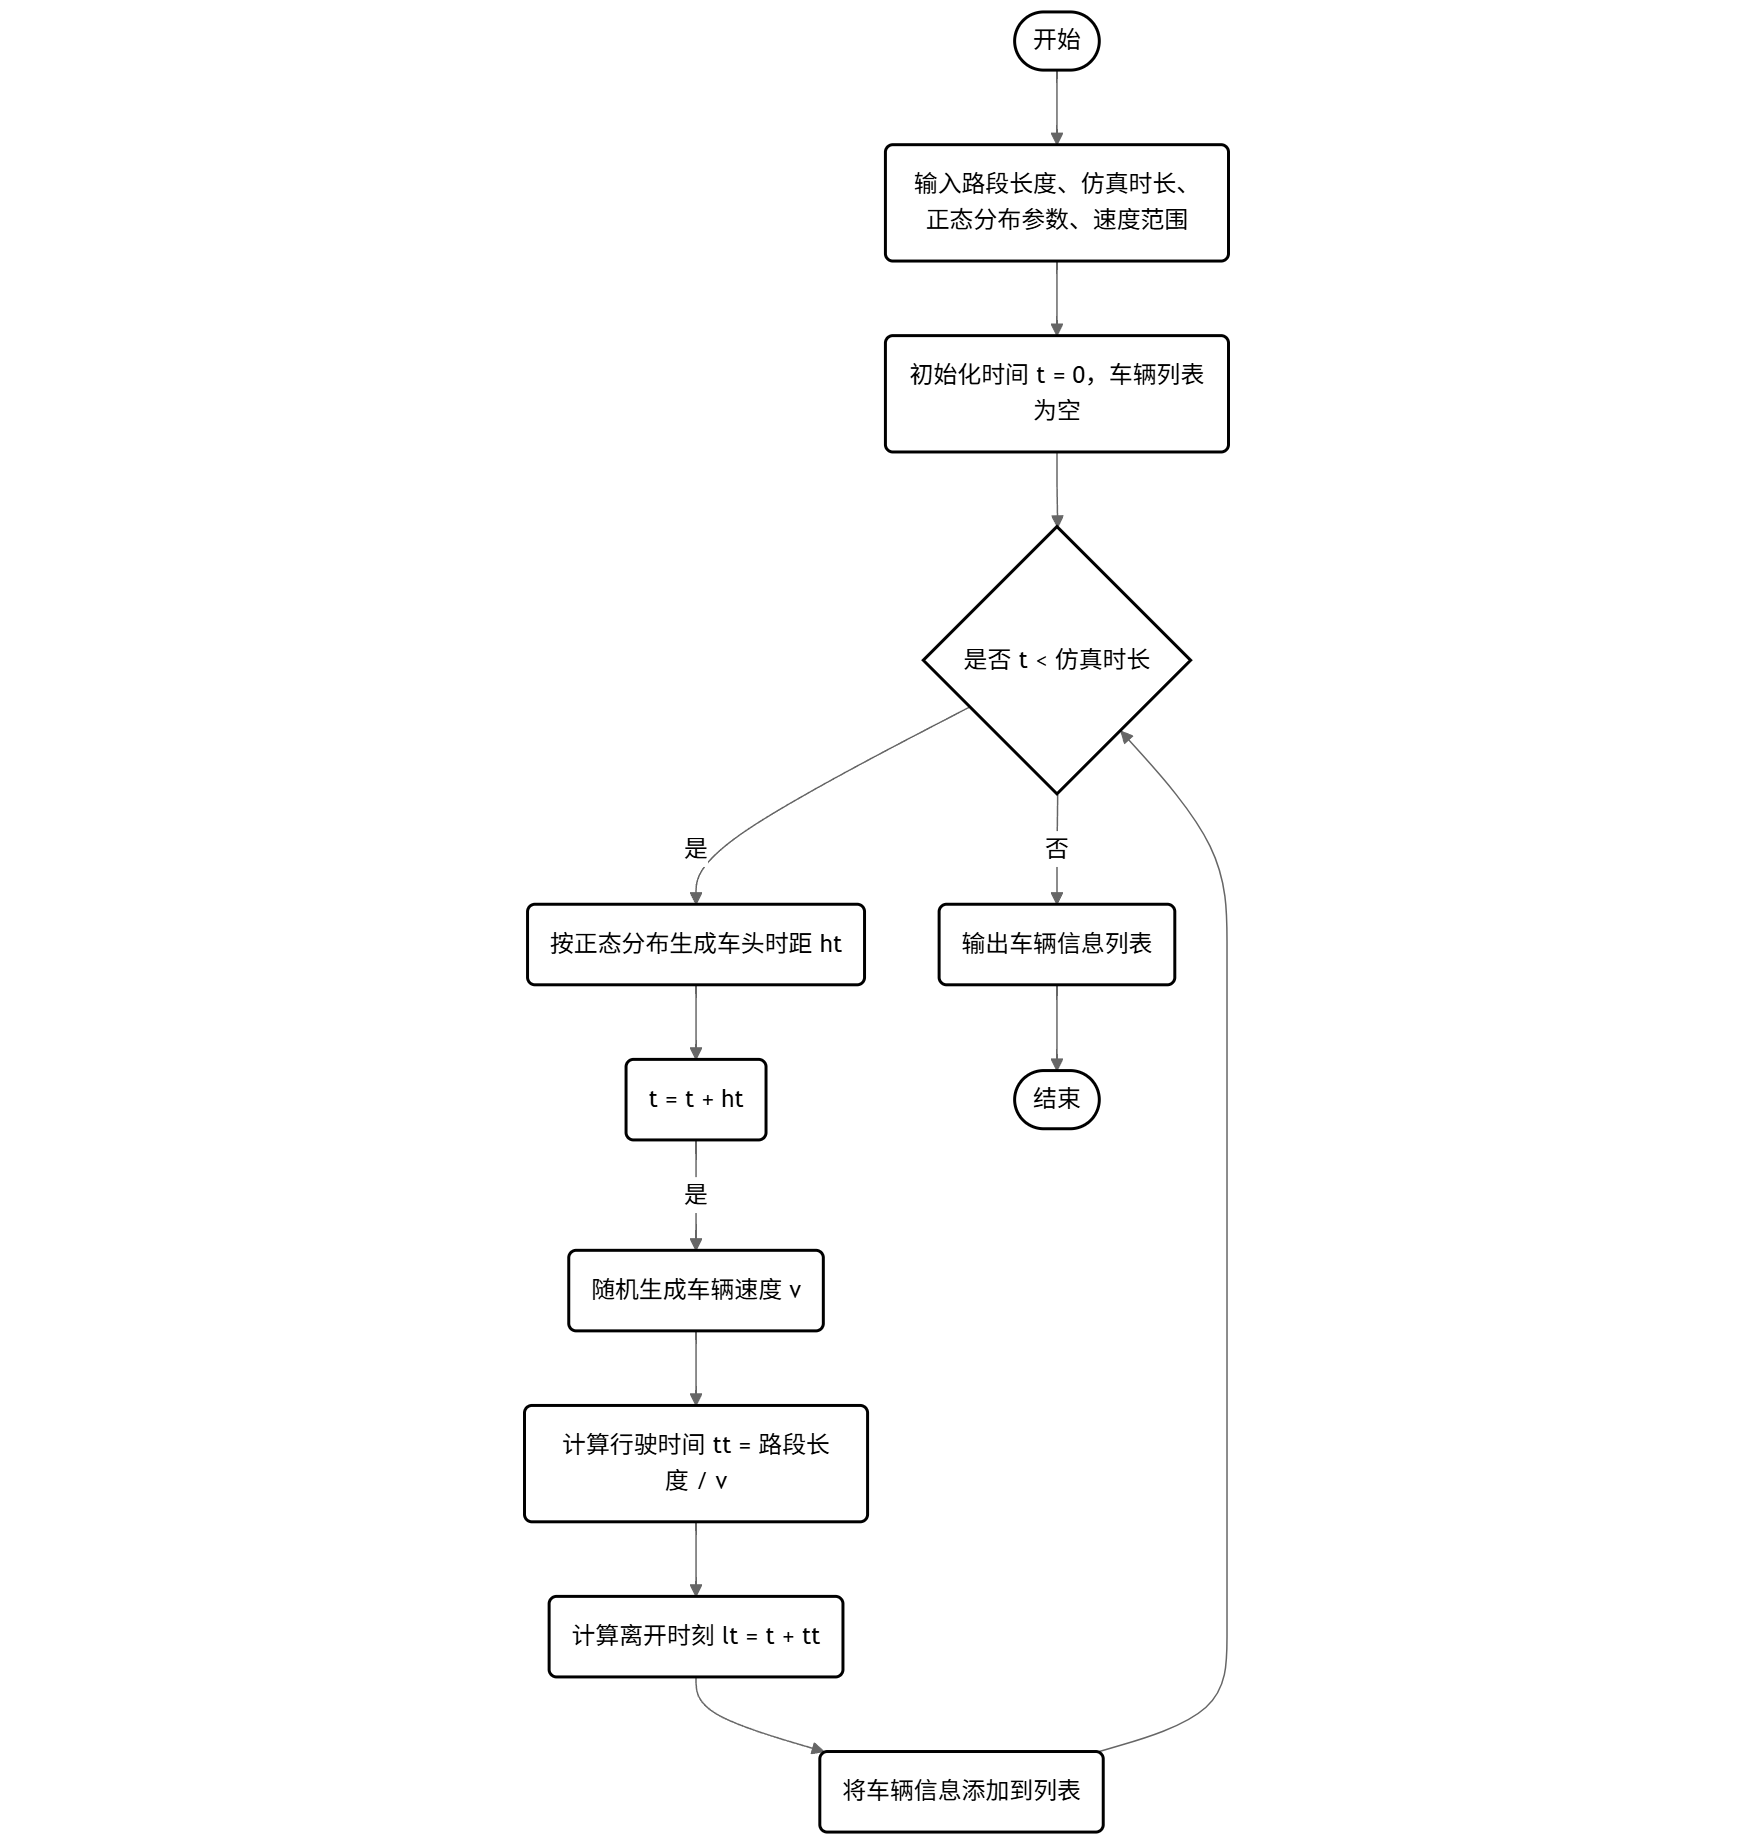 开始
输入路段长度、仿真时长、
正态分布参数、速度范围
初始化时间 t = 0，车辆列表
为空
是否 t < 仿真时长
是
否
按正态分布生成车头时距 ht
输出车辆信息列表
t = t + ht
结束
是
随机生成车辆速度 v
计算行驶时间 tt = 路段长
度 / v
计算离开时刻 lt = t + tt
将车辆信息添加到列表